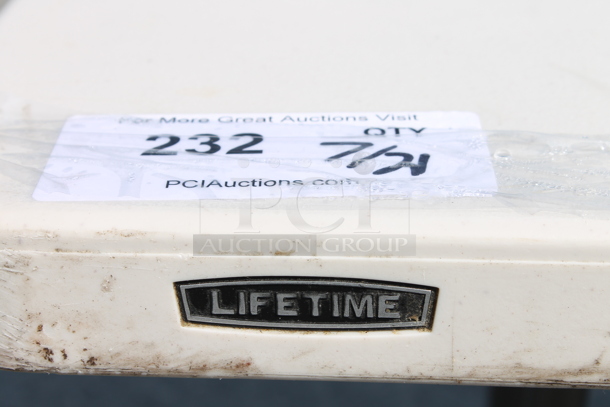 For More Great Auctions Visit
232
QTY
7/21
PCIAuctions.com
PCI
AUCTION GROUP
LIFETIME